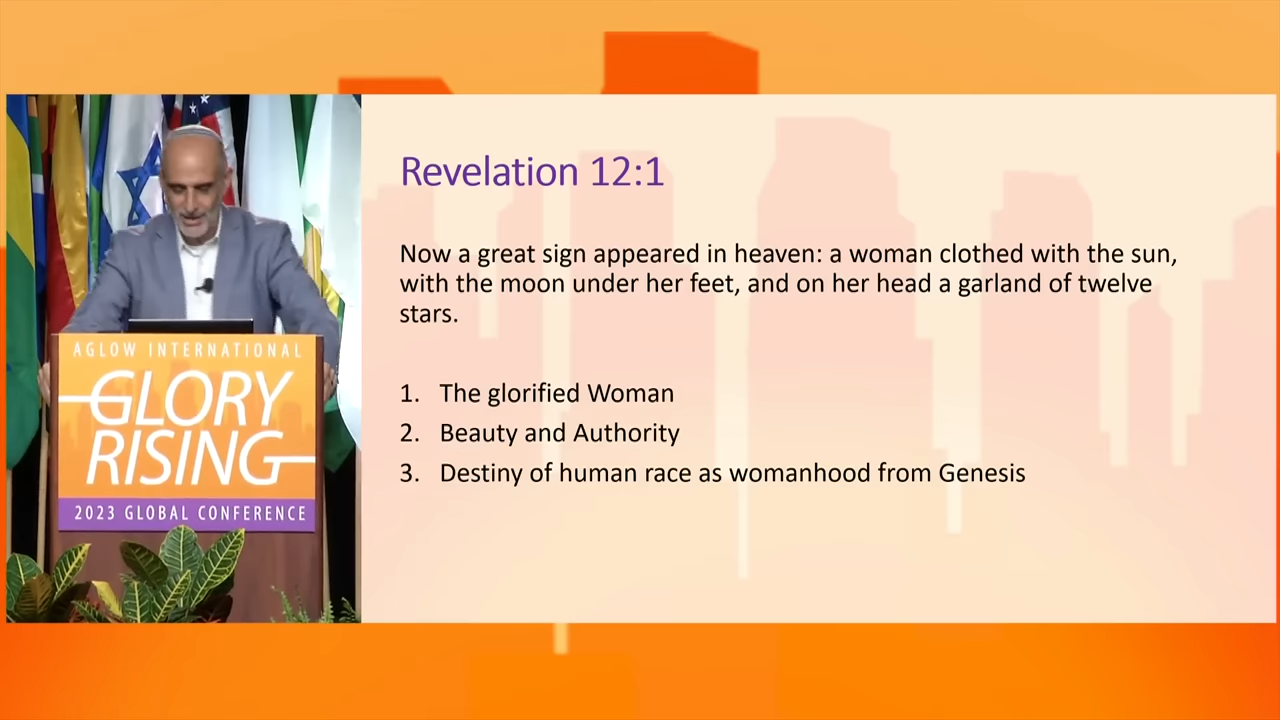 AGLOW INTERNATIONAL
GLORY
RISING
2023 GLOBAL CONFERENCE
Revelation 12:1
Now a great sign appeared in heaven: a woman clothed with the sun,
with the moon under her feet, and on her head a garland of twelve
stars.
1. The glorified Woman
2. Beauty and Authority
3. Destiny of human race as womanhood from Genesis